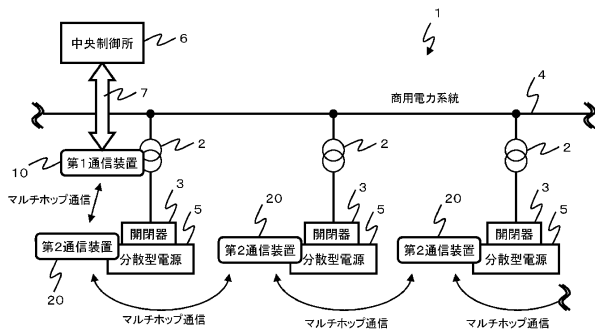 1
中央制御所
6
7
商用電力系統
4
2
2
2
10
第1通信装置
マルチホップ通信
3
5
開閉器
第2通信装置
分散型電源
20
20
3
5
開閉器
第2通信装置
分散型電源
20
3
5
開閉器
第2通信装置
分散型電源
マルチホップ通信
マルチホップ通信
マルチホップ通信